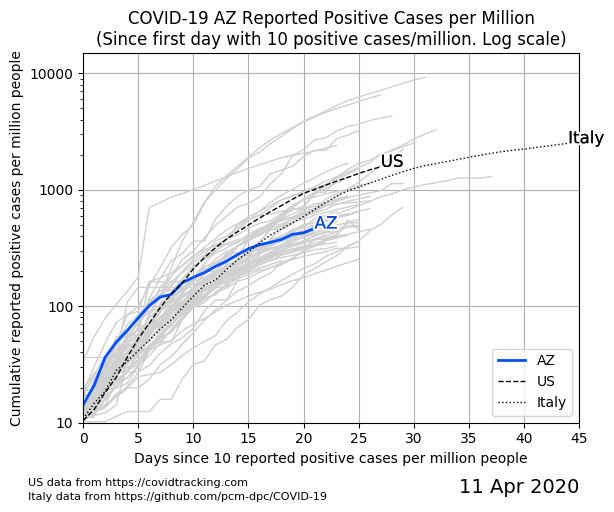 COVID-19 AZ Reported Positive Cases per Million
(Since first day with 10 positive cases/million. Log scale)
Cumulative reported positive cases per million people
10000
1000
100
10
Italy
US
AZ
AZ
US
Italy
0 5 10 15 20 25 30 35 40 45
Days since 10 reported positive cases per million people
US data from https://covidtracking.com
Italy data from https://github.com/pcm-dpc/COVID-19
11 Apr 2020